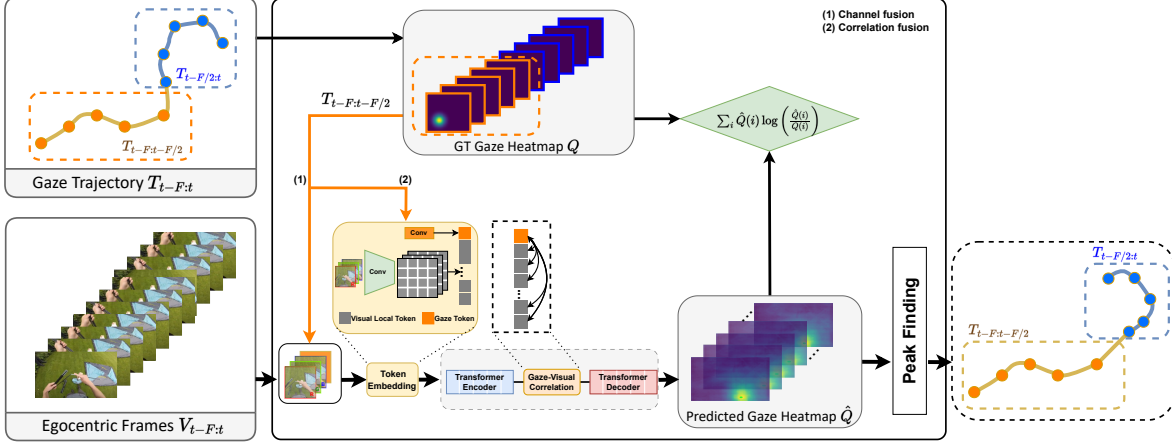 (1) Channel fusion
(2) Correlation fusion
T_{t−F/2:t}
T_{t−F:t−F/2}
Gaze Trajectory T_{t−F:t}
T_{t−F:t−F/2}
GT Gaze Heatmap Q
∑_i Q̂(i) log (Q̂(i)/Q(i))
(1)
(2)
Conv
Conv
Visual Local Token
Gaze Token
Token
Embedding
Transformer
Encoder
Gaze-Visual
Correlation
Transformer
Decoder
Egocentric Frames V_{t−F:t}
Predicted Gaze Heatmap Q̂
Peak Finding
T_{t−F/2:t}
T_{t−F:t−F/2}